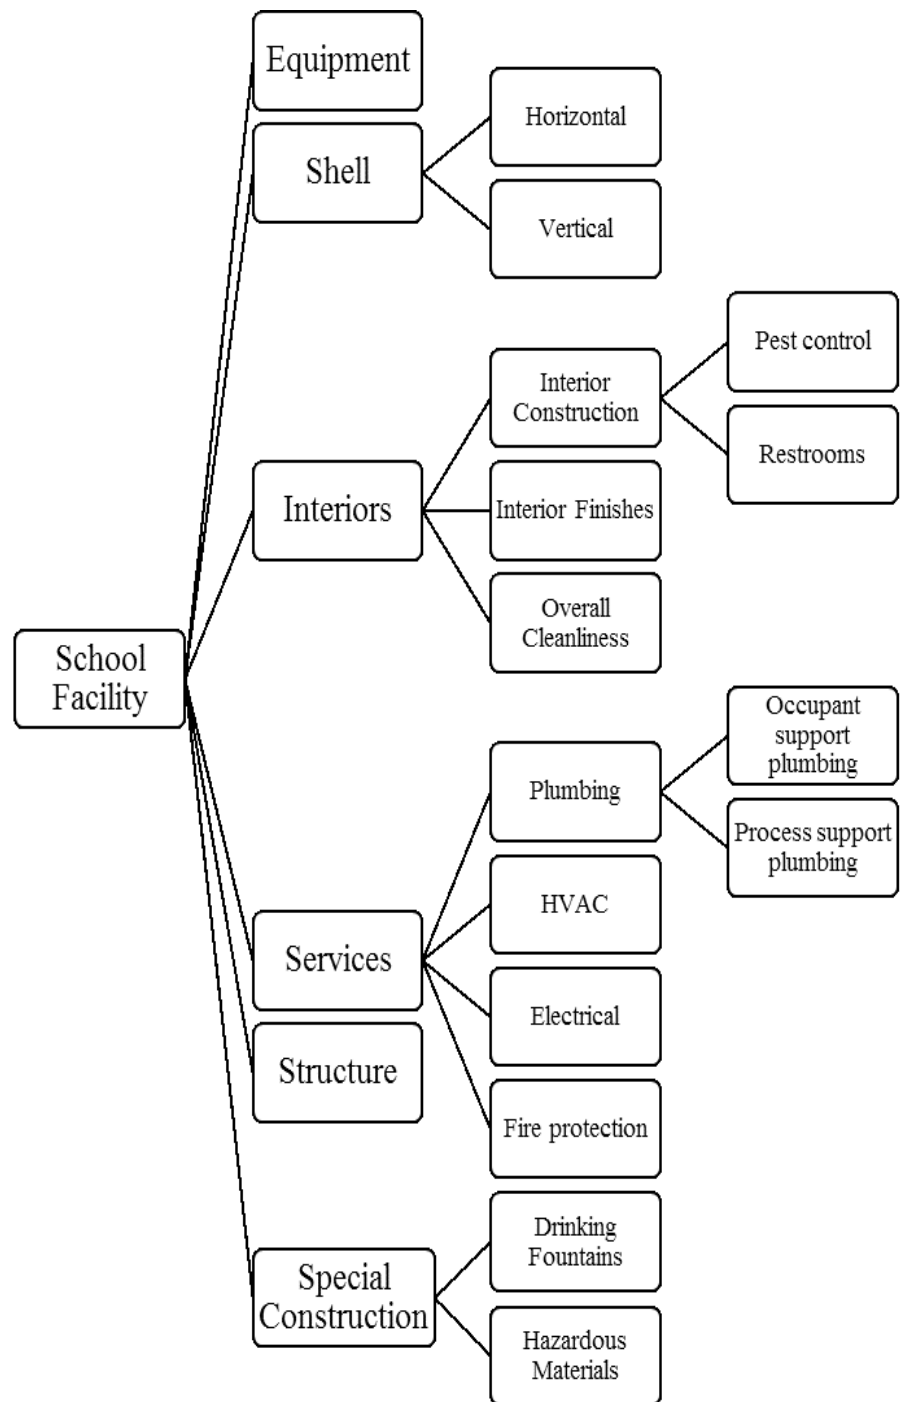 Equipment
Shell
Horizontal
Vertical
Interiors
Interior
Construction
Pest control
Restrooms
Interior Finishes
Overall
Cleanliness
School
Facility
Services
Plumbing
Occupant
support
plumbing
Process support
plumbing
HVAC
Electrical
Fire protection
Structure
Special
Construction
Drinking
Fountains
Hazardous
Materials